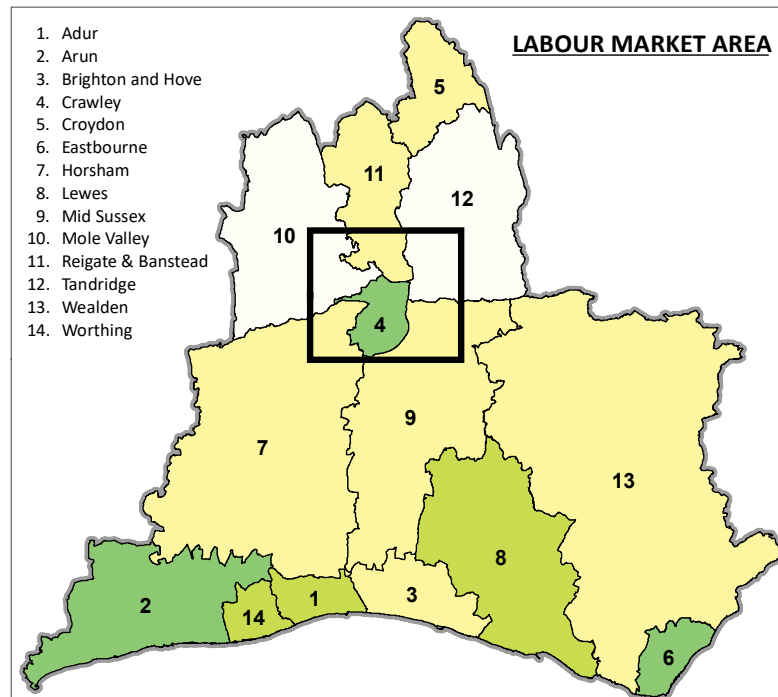 LABOUR MARKET AREA
1. Adur
2. Arun
3. Brighton and Hove
4. Crawley
5. Croydon
6. Eastbourne
7. Horsham
8. Lewes
9. Mid Sussex
10. Mole Valley
11. Reigate & Banstead
12. Tandridge
13. Wealden
14. Worthing
5
11
12
10
4
9
7
13
8
2
14
1
3
6